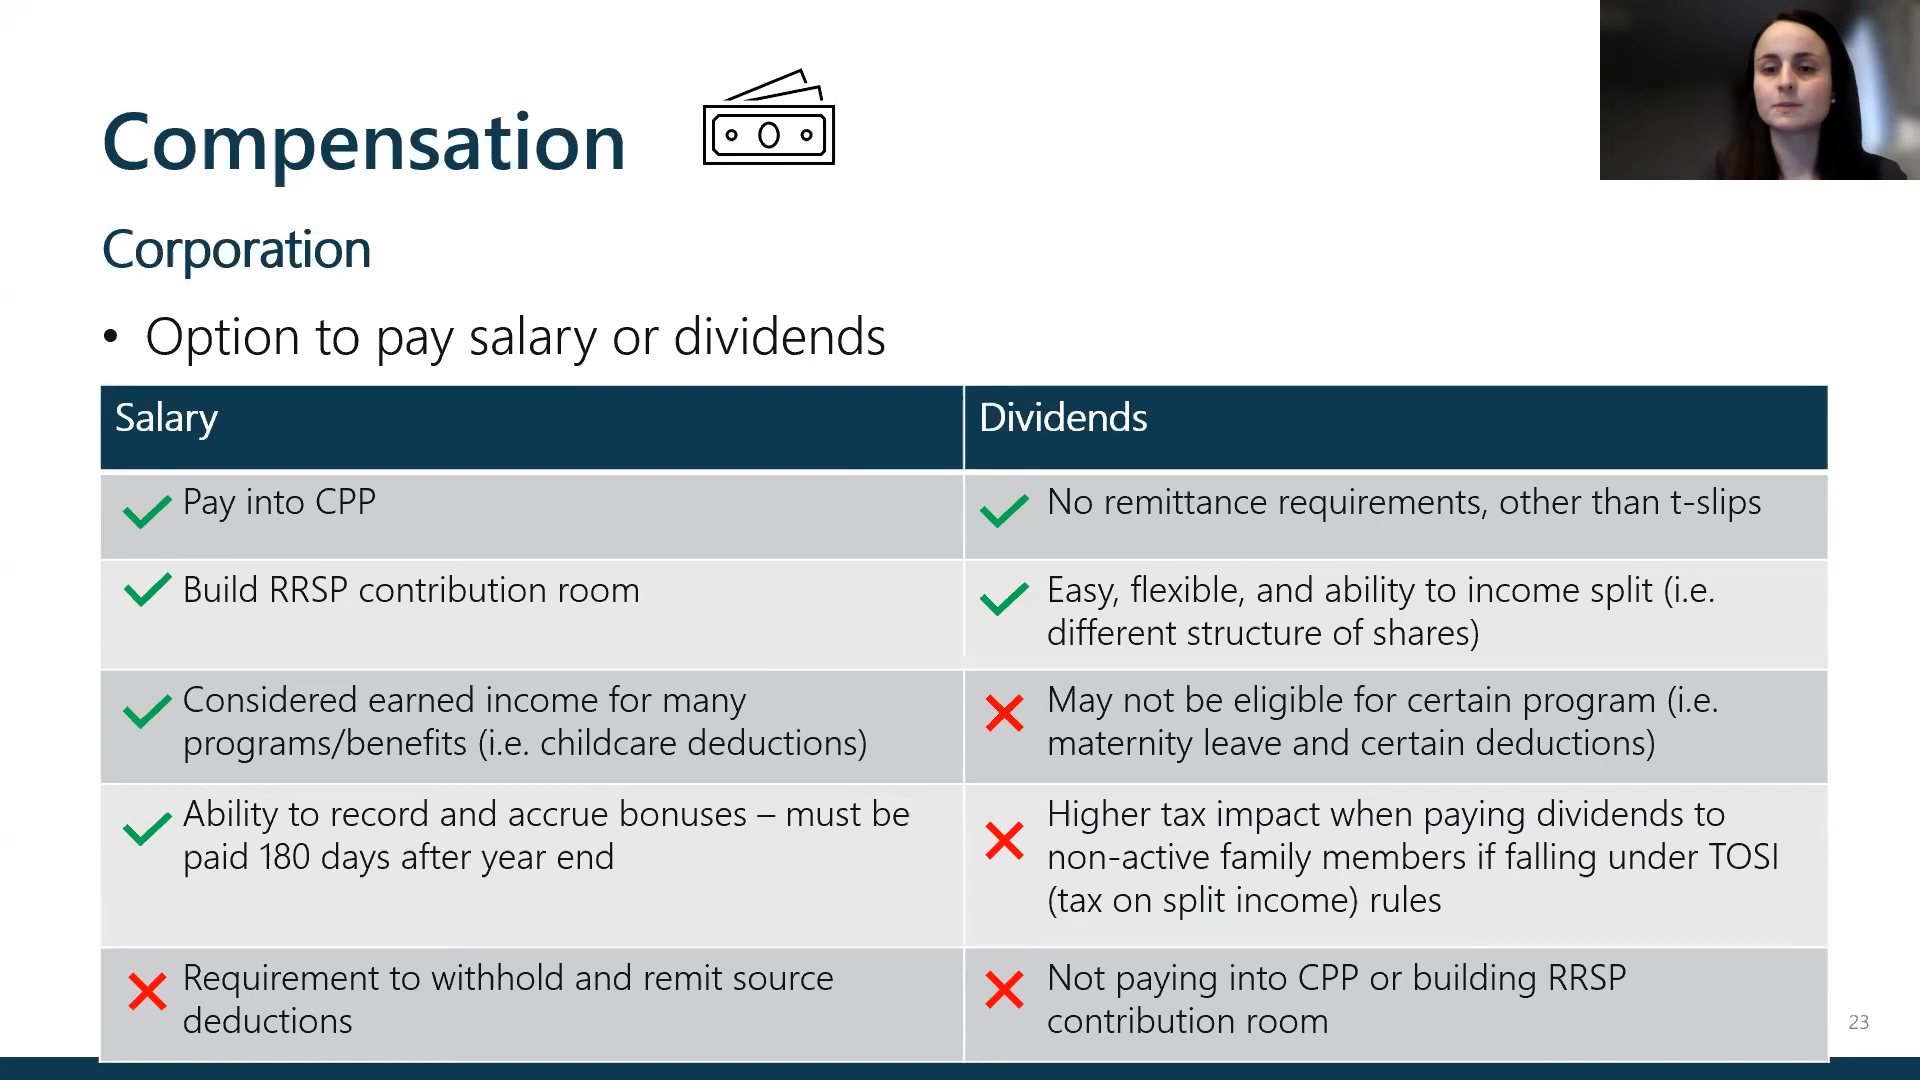 Compensation
Corporation
• Option to pay salary or dividends
Salary
Dividends
Pay into CPP
No remittance requirements, other than t-slips
Build RRSP contribution room
Easy, flexible, and ability to income split (i.e.
different structure of shares)
Considered earned income for many
programs/benefits (i.e. childcare deductions)
May not be eligible for certain program (i.e.
maternity leave and certain deductions)
Ability to record and accrue bonuses – must be
paid 180 days after year end
Higher tax impact when paying dividends to
non-active family members if falling under TOSI
(tax on split income) rules
Requirement to withhold and remit source
deductions
Not paying into CPP or building RRSP
contribution room
23